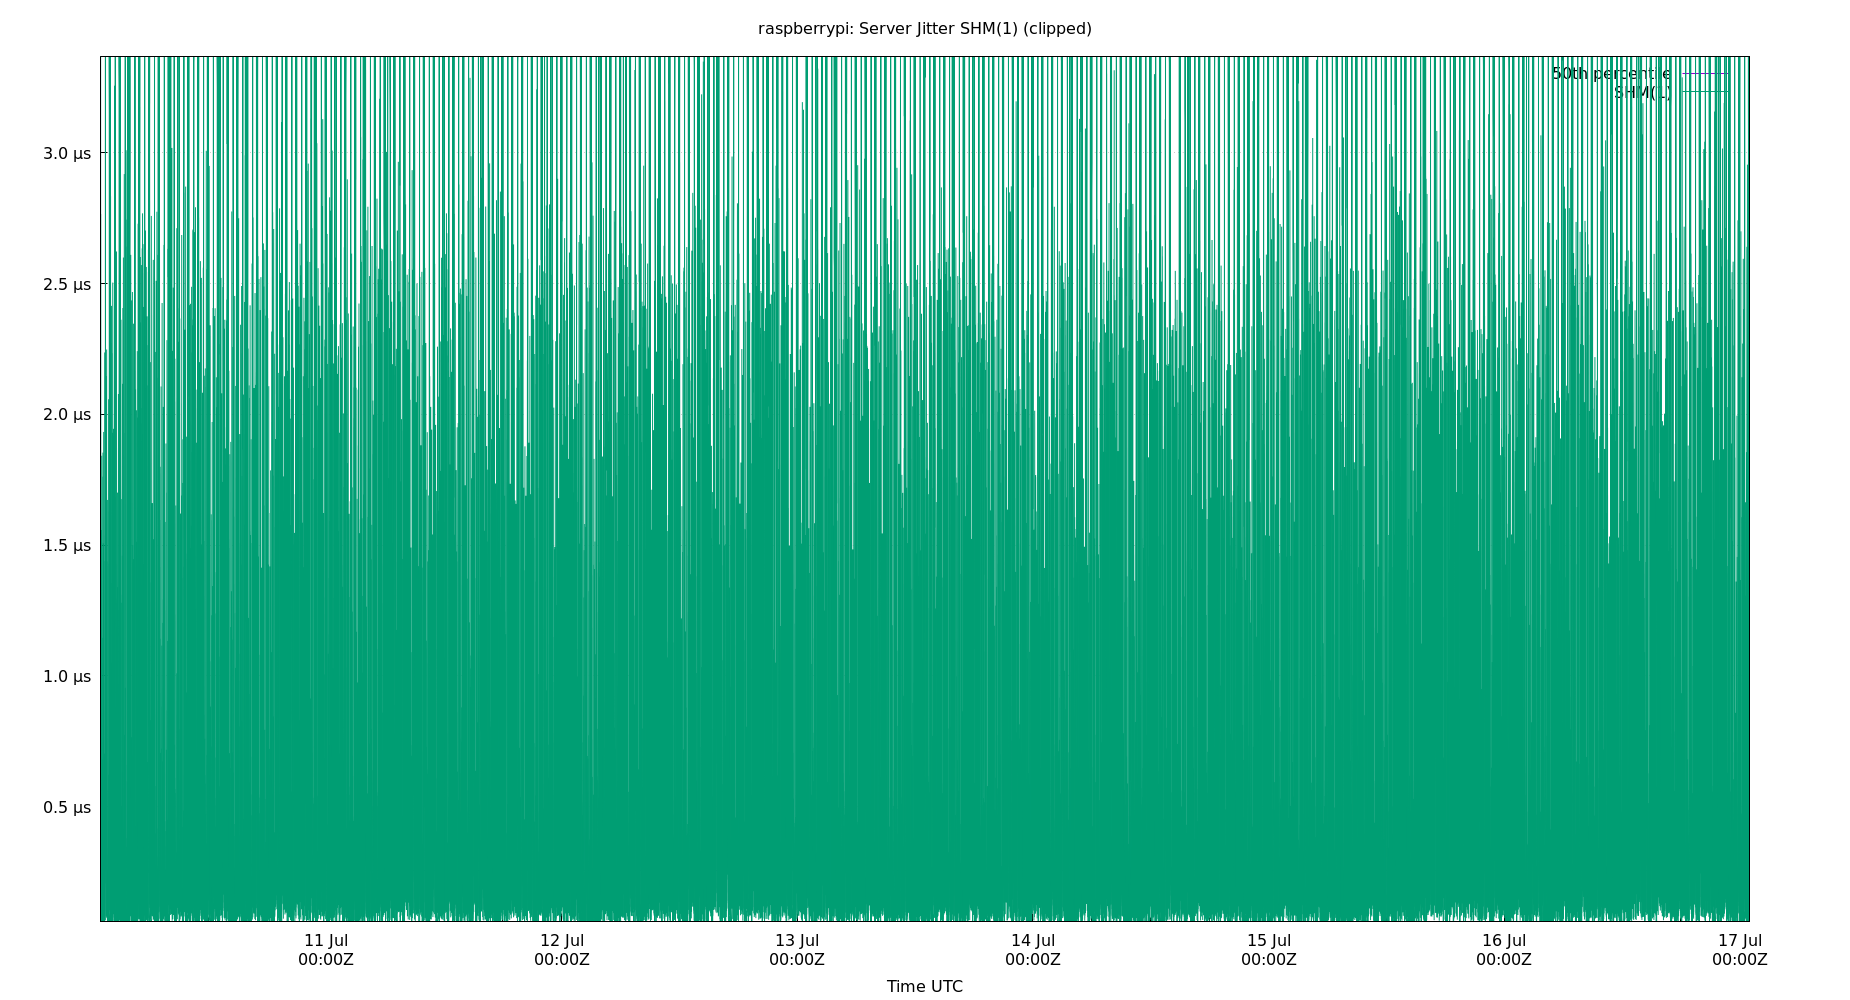 raspberrypi: Server Jitter SHM(1) (clipped)
50th percentile
SHM(1)
3.0 µs
2.5 µs
2.0 µs
1.5 µs
1.0 µs
0.5 µs
11 Jul 12 Jul 13 Jul 14 Jul 15 Jul 16 Jul 17 Jul
00:00Z 00:00Z 00:00Z 00:00Z 00:00Z 00:00Z 00:00Z
Time UTC